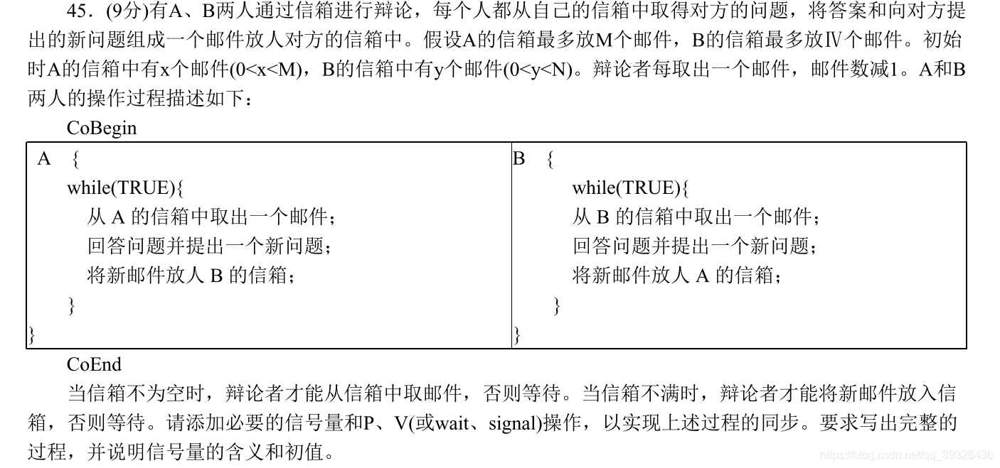 45．(9分)有A、B两人通过信箱进行辩论，每个人都从自己的信箱中取得对方的问题，将答案和向对方提
出的新问题组成一个邮件放人对方的信箱中。假设A的信箱最多放M个邮件，B的信箱最多放Ⅳ个邮件。初始
时A的信箱中有x个邮件(0<x<M)，B的信箱中有y个邮件(0<y<N)。辩论者每取出一个邮件，邮件数减1。A和B
两人的操作过程描述如下：
CoBegin
A {
while(TRUE){
从 A 的信箱中取出一个邮件；
回答问题并提出一个新问题；
将新邮件放人 B 的信箱；
}
}
B {
while(TRUE){
从 B 的信箱中取出一个邮件；
回答问题并提出一个新问题；
将新邮件放人 A 的信箱；
}
}
CoEnd
当信箱不为空时，辩论者才能从信箱中取邮件，否则等待。当信箱不满时，辩论者才能将新邮件放入信
箱，否则等待。请添加必要的信号量和P、V(或wait、signal)操作，以实现上述过程的同步。要求写出完整的
过程，并说明信号量的含义和初值。
https://blog.csdn.net/qq_39328436